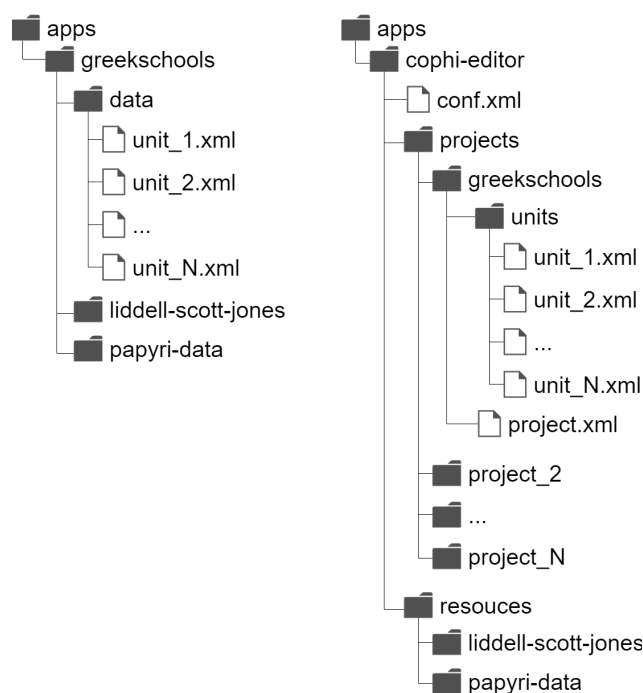 apps
greekschools
data
unit_1.xml
unit_2.xml
...
unit_N.xml
liddell-scott-jones
papyri-data
apps
cophi-editor
conf.xml
projects
greekschools
units
unit_1.xml
unit_2.xml
...
unit_N.xml
project.xml
project_2
...
project_N
resouces
liddell-scott-jones
papyri-data